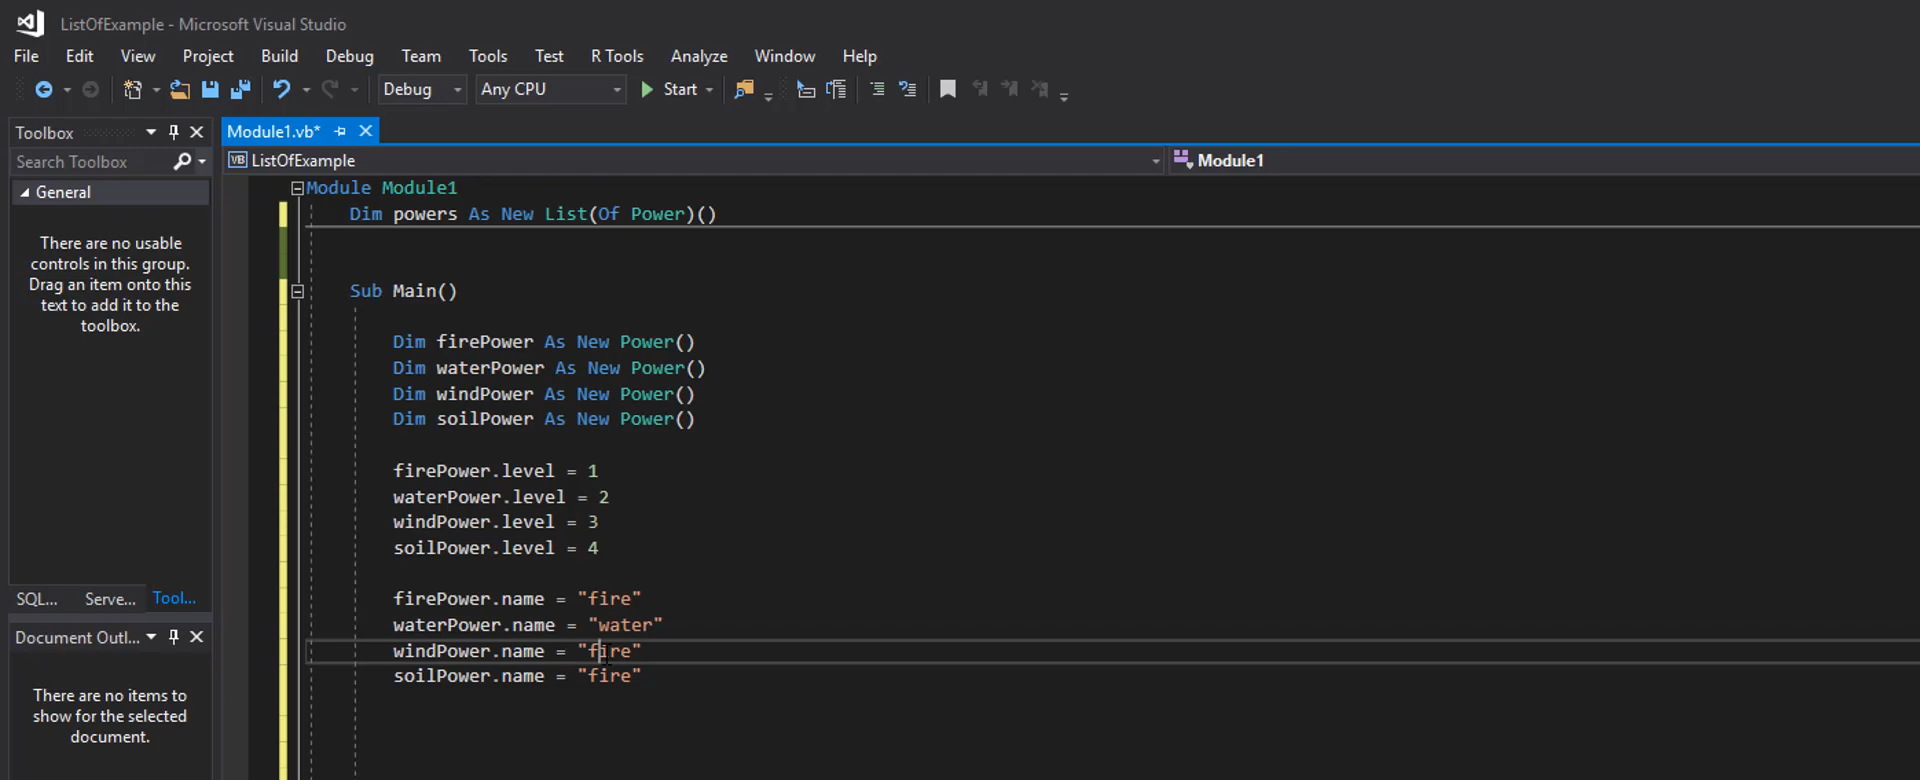 ListOfExample - Microsoft Visual Studio
File Edit View Project Build Debug Team Tools Test R Tools Analyze Window Help
Debug Any CPU Start
Toolbox
Search Toolbox
General
There are no usable
controls in this group.
Drag an item onto this
text to add it to the
toolbox.
SQL... Serve... Tool...
Document Outl...
There are no items to
show for the selected
document.
Module1.vb*
VB ListOfExample
Module1
Module Module1
Dim powers As New List(Of Power)()
Sub Main()
Dim firePower As New Power()
Dim waterPower As New Power()
Dim windPower As New Power()
Dim soilPower As New Power()
firePower.level = 1
waterPower.level = 2
windPower.level = 3
soilPower.level = 4
firePower.name = "fire"
waterPower.name = "water"
windPower.name = "fire"
soilPower.name = "fire"